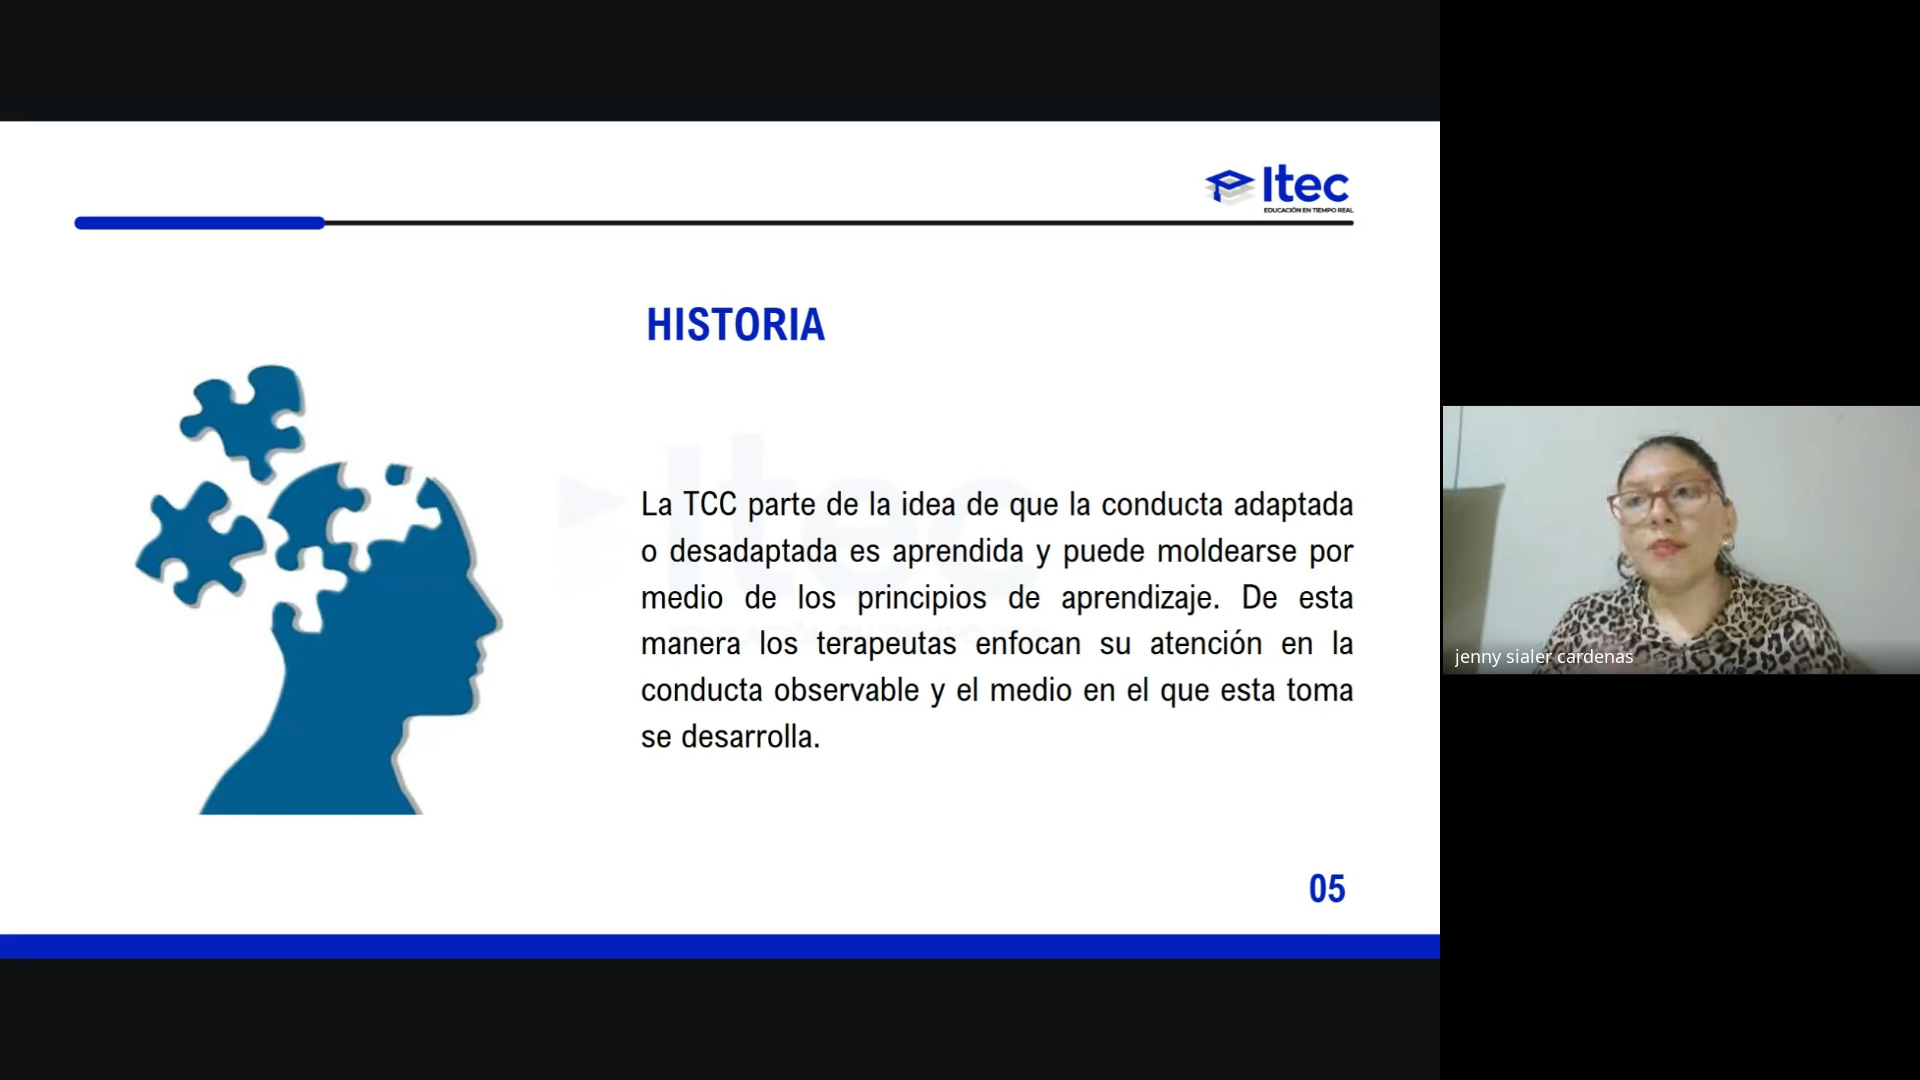 Itec
EDUCACIÓN EN TIEMPO REAL
HISTORIA
La TCC parte de la idea de que la conducta adaptada
o desadaptada es aprendida y puede moldearse por
medio de los principios de aprendizaje. De esta
manera los terapeutas enfocan su atención en la
conducta observable y el medio en el que esta toma
se desarrolla.
05
jenny sialer cardenas